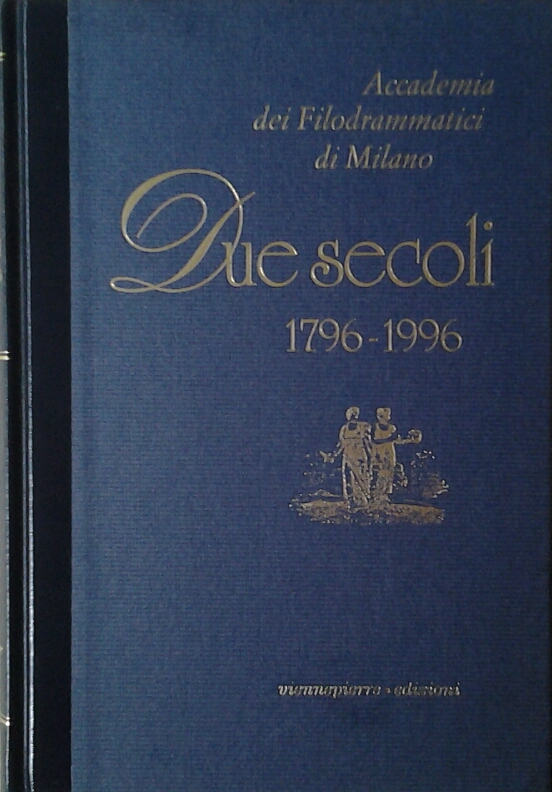 Accademia
dei Filodrammatici
di Milano
Due secoli
1796-1996
viennepierre • edizioni